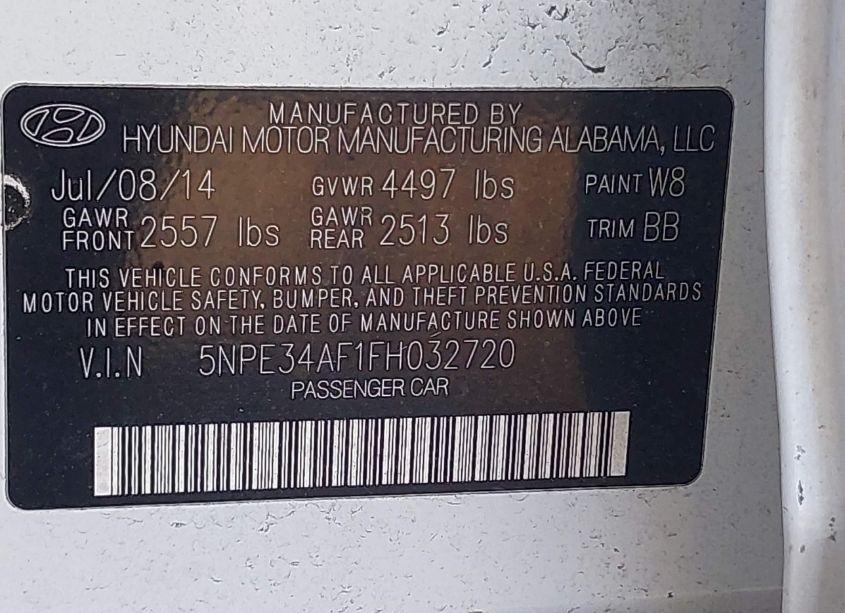 MANUFACTURED BY
HYUNDAI MOTOR MANUFACTURING ALABAMA, LLC
Jul/08/14 GVWR 4497 lbs PAINT W8
GAWR FRONT 2557 lbs GAWR REAR 2513 lbs TRIM BB
THIS VEHICLE CONFORMS TO ALL APPLICABLE U.S.A. FEDERAL
MOTOR VEHICLE SAFETY, BUMPER, AND THEFT PREVENTION STANDARDS
IN EFFECT ON THE DATE OF MANUFACTURE SHOWN ABOVE
V.I.N 5NPE34AF1FH032720
PASSENGER CAR